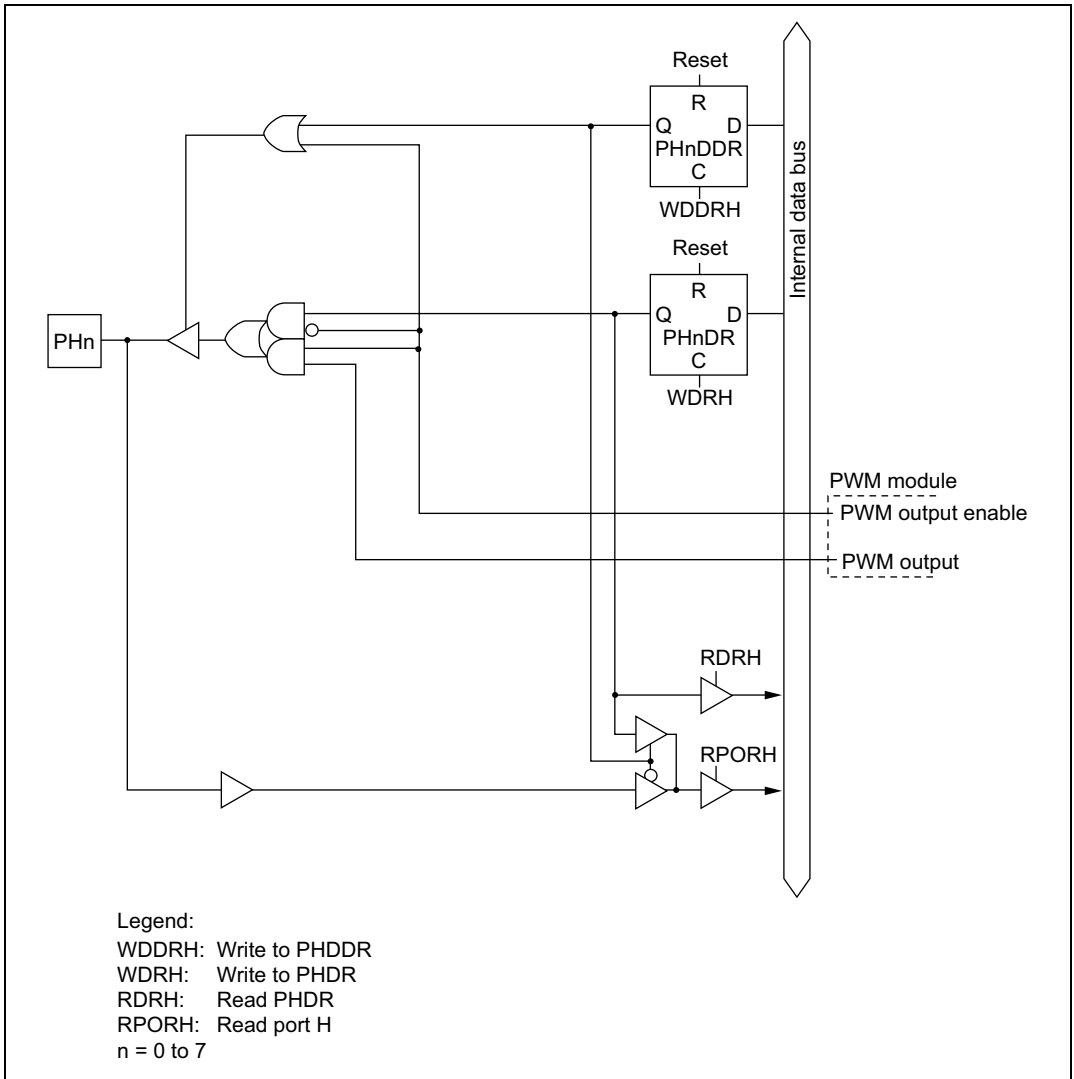 Reset
R
Q D
PHnDDR
C
WDDRH
Internal data bus
Reset
R
Q D
PHnDR
C
WDRH
PHn
PWM module
PWM output enable
PWM output
RDRH
RPORH
Legend:
WDDRH: Write to PHDDR
WDRH: Write to PHDR
RDRH: Read PHDR
RPORH: Read port H
n = 0 to 7